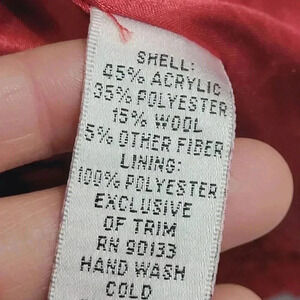 SHELL:
45% ACRYLIC
35% POLYESTER
15% WOOL
5% OTHER FIBER
LINING:
100% POLYESTER
EXCLUSIVE
OF TRIM
RN 90133
HAND WASH
COLD